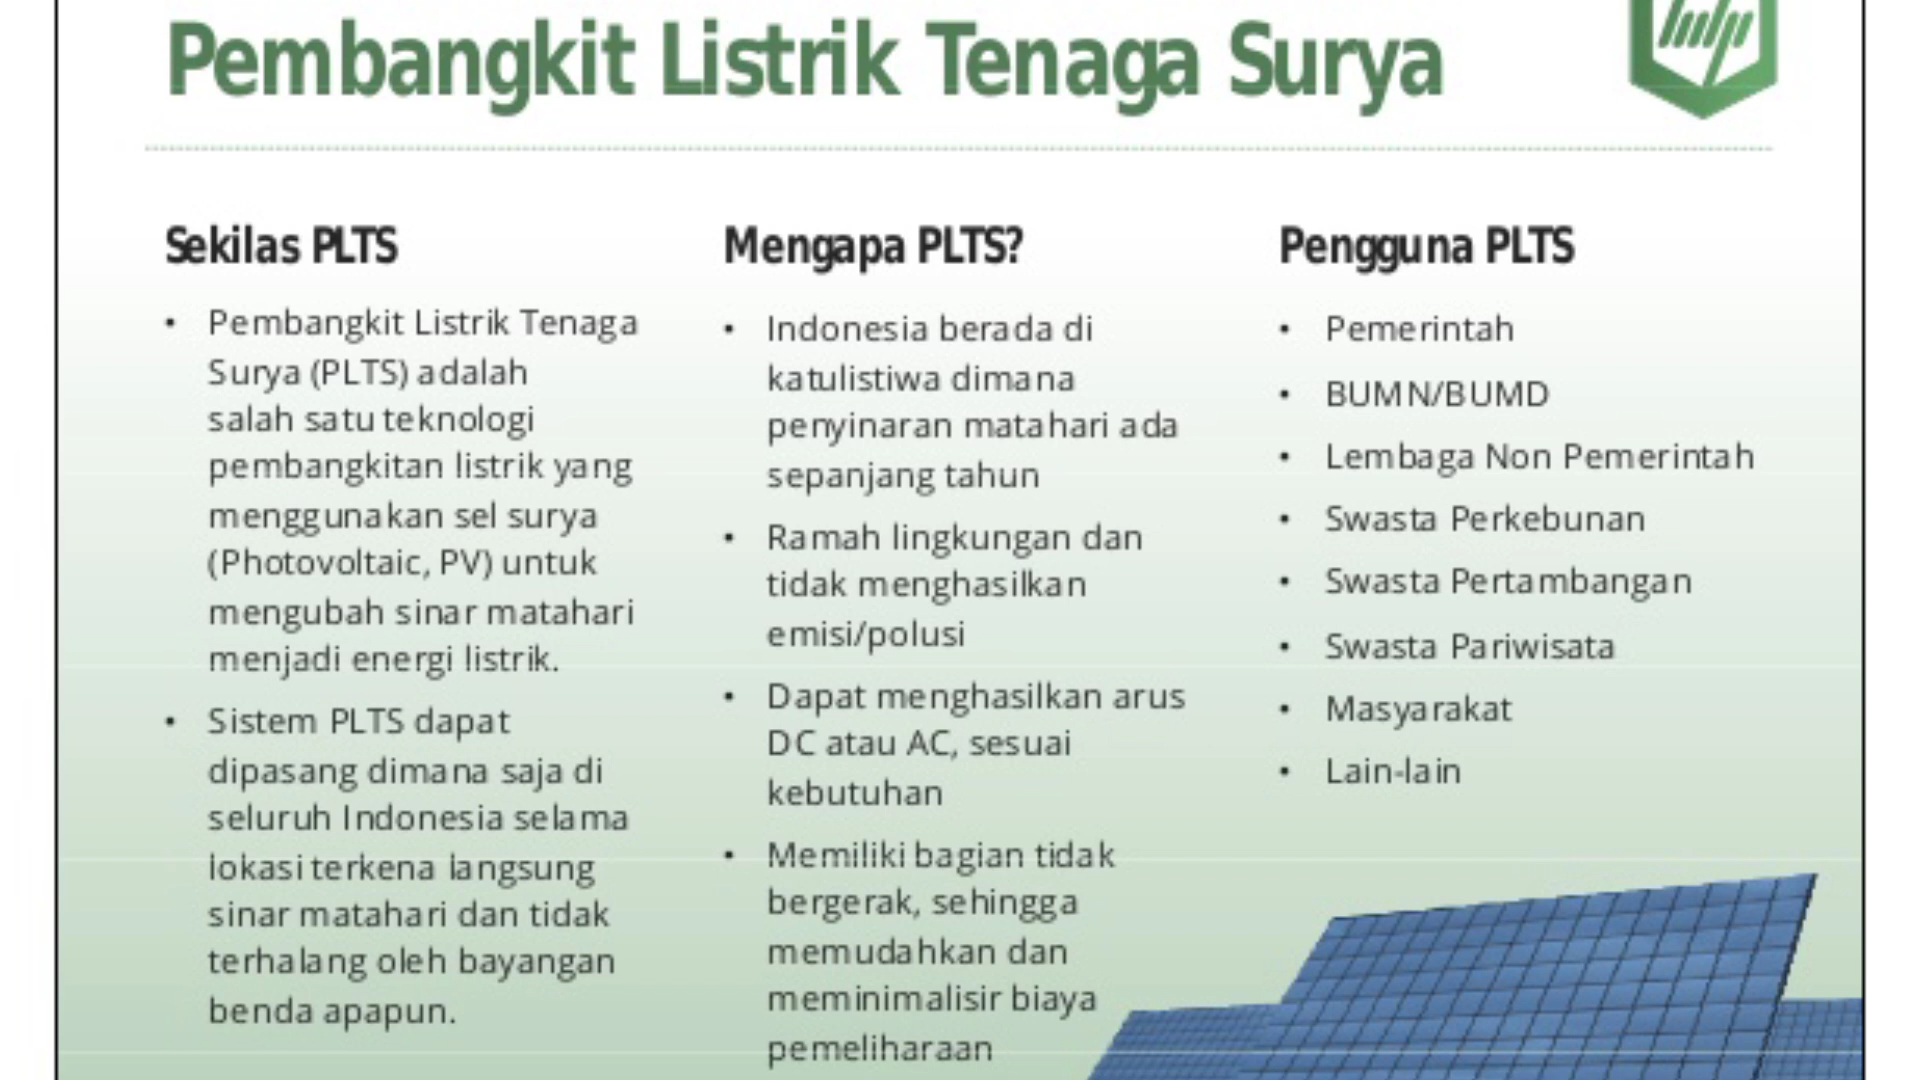 Pembangkit Listrik Tenaga Surya
Sekilas PLTS
• Pembangkit Listrik Tenaga
Surya (PLTS) adalah
salah satu teknologi
pembangkitan listrik yang
menggunakan sel surya
(Photovoltaic, PV) untuk
mengubah sinar matahari
menjadi energi listrik.
• Sistem PLTS dapat
dipasang dimana saja di
seluruh Indonesia selama
lokasi terkena langsung
sinar matahari dan tidak
terhalang oleh bayangan
benda apapun.
Mengapa PLTS?
• Indonesia berada di
katulistiwa dimana
penyinaran matahari ada
sepanjang tahun
• Ramah lingkungan dan
tidak menghasilkan
emisi/polusi
• Dapat menghasilkan arus
DC atau AC, sesuai
kebutuhan
• Memiliki bagian tidak
bergerak, sehingga
memudahkan dan
meminimalisir biaya
pemeliharaan
Pengguna PLTS
• Pemerintah
• BUMN/BUMD
• Lembaga Non Pemerintah
• Swasta Perkebunan
• Swasta Pertambangan
• Swasta Pariwisata
• Masyarakat
• Lain-lain